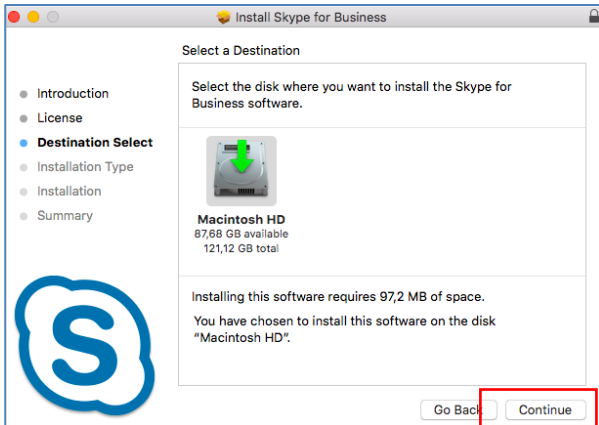 Install Skype for Business
Select a Destination
Introduction
License
Destination Select
Installation Type
Installation
Summary
Select the disk where you want to install the Skype for
Business software.
Macintosh HD
87,68 GB available
121,12 GB total
Installing this software requires 97,2 MB of space.
You have chosen to install this software on the disk
“Macintosh HD”.
S
Go Back
Continue